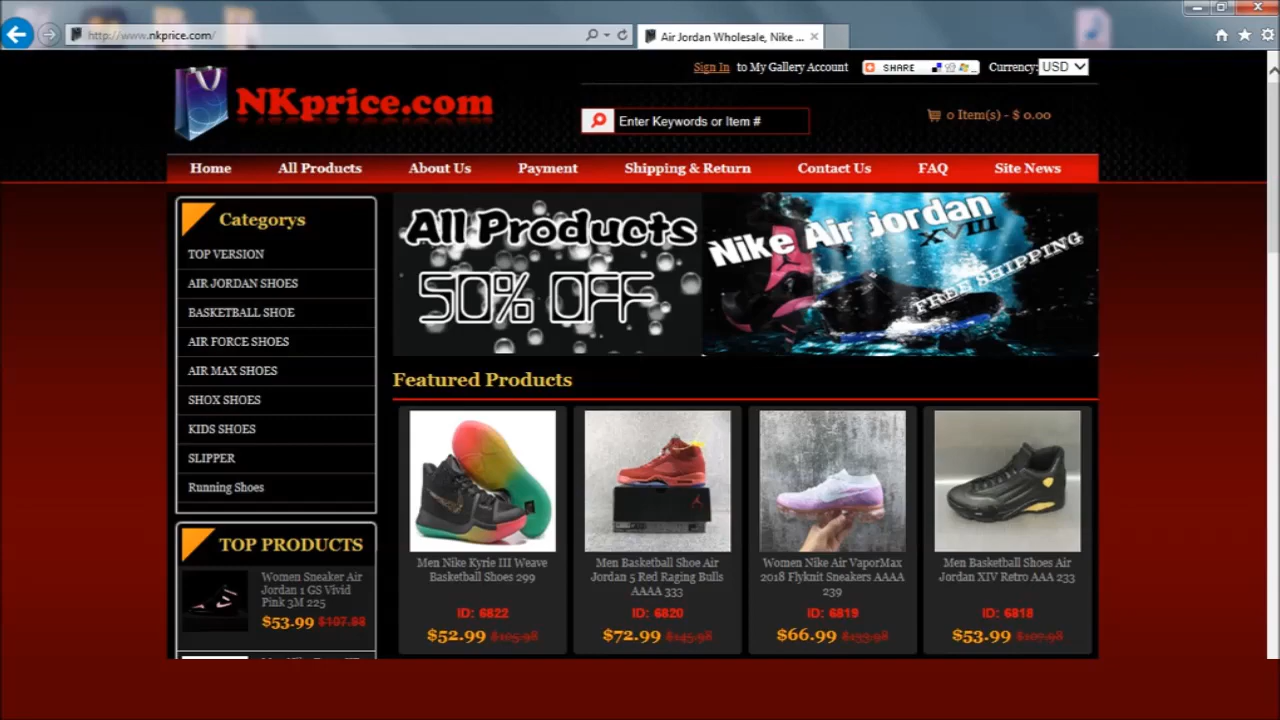 http://www.nkprice.com/
Air Jordan Wholesale, Nike ...
Sign In to My Gallery Account
SHARE
Currency:
USD
NKprice.com
Enter Keywords or Item #
0 Item(s) - $ 0.00
Home
All Products
About Us
Payment
Shipping & Return
Contact Us
FAQ
Site News
Categorys
TOP VERSION
AIR JORDAN SHOES
BASKETBALL SHOE
AIR FORCE SHOES
AIR MAX SHOES
SHOX SHOES
KIDS SHOES
SLIPPER
Running Shoes
TOP PRODUCTS
Women Sneaker Air
Jordan 1 GS Vivid
Pink 3M 225
$53.99 $107.98
All Products
50% OFF
Nike Air Jordan
XVIII
FREE SHIPPING
Featured Products
Men Nike Kyrie III Weave
Basketball Shoes 299
ID: 6822
$52.99 $105.98
Men Basketball Shoe Air
Jordan 5 Red Raging Bulls
AAAA 333
ID: 6820
$72.99 $145.98
Women Nike Air VaporMax
2018 Flyknit Sneakers AAAA
239
ID: 6819
$66.99 $133.98
Men Basketball Shoes Air
Jordan XIV Retro AAA 233
ID: 6818
$53.99 $107.98